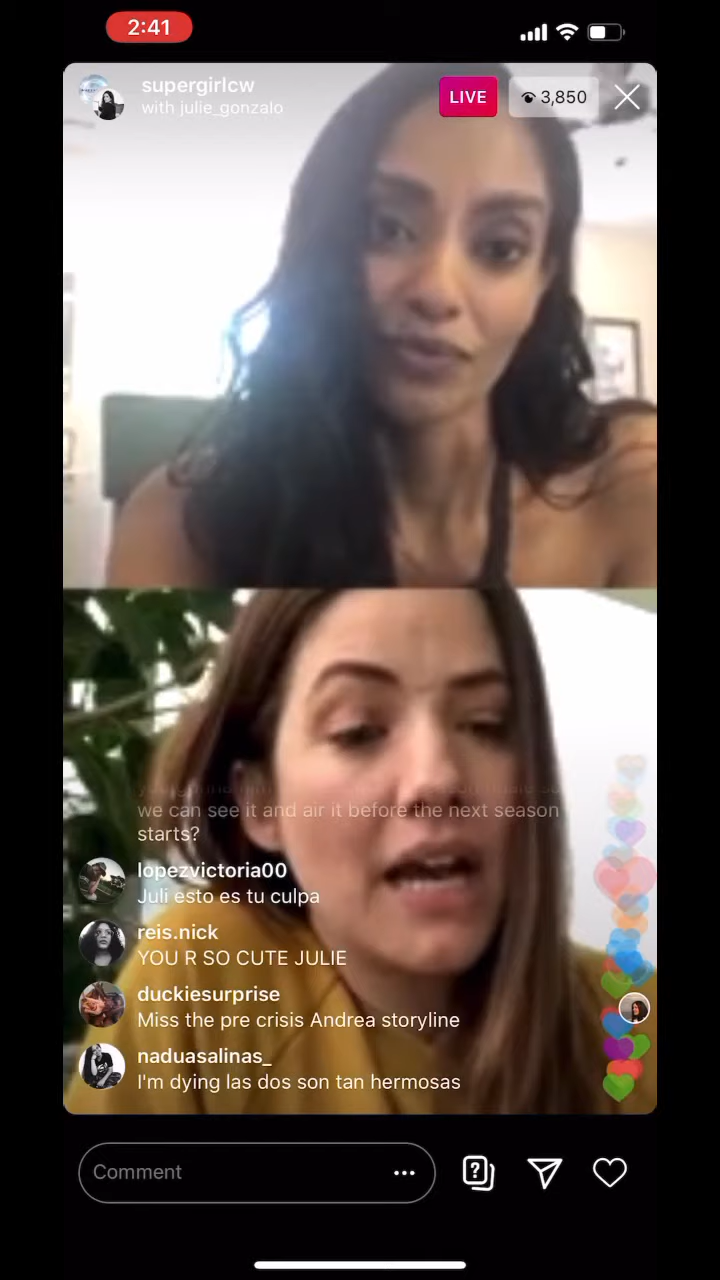 2:41
supergirlcw
with julie_gonzalo
LIVE
3,850
we can see it and air it before the next season
starts?
lopezvictoria00
Juli esto es tu culpa
reis.nick
YOU R SO CUTE JULIE
duckiesurprise
Miss the pre crisis Andrea storyline
naduasalinas_
I'm dying las dos son tan hermosas
Comment